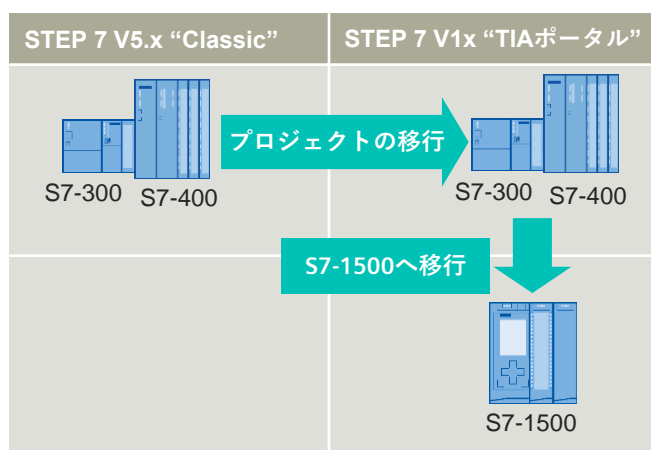 STEP 7 V5.x “Classic”
STEP 7 V1x “TIAポータル”
プロジェクトの移行
S7-300
S7-400
S7-300
S7-400
S7-1500へ移行
S7-1500